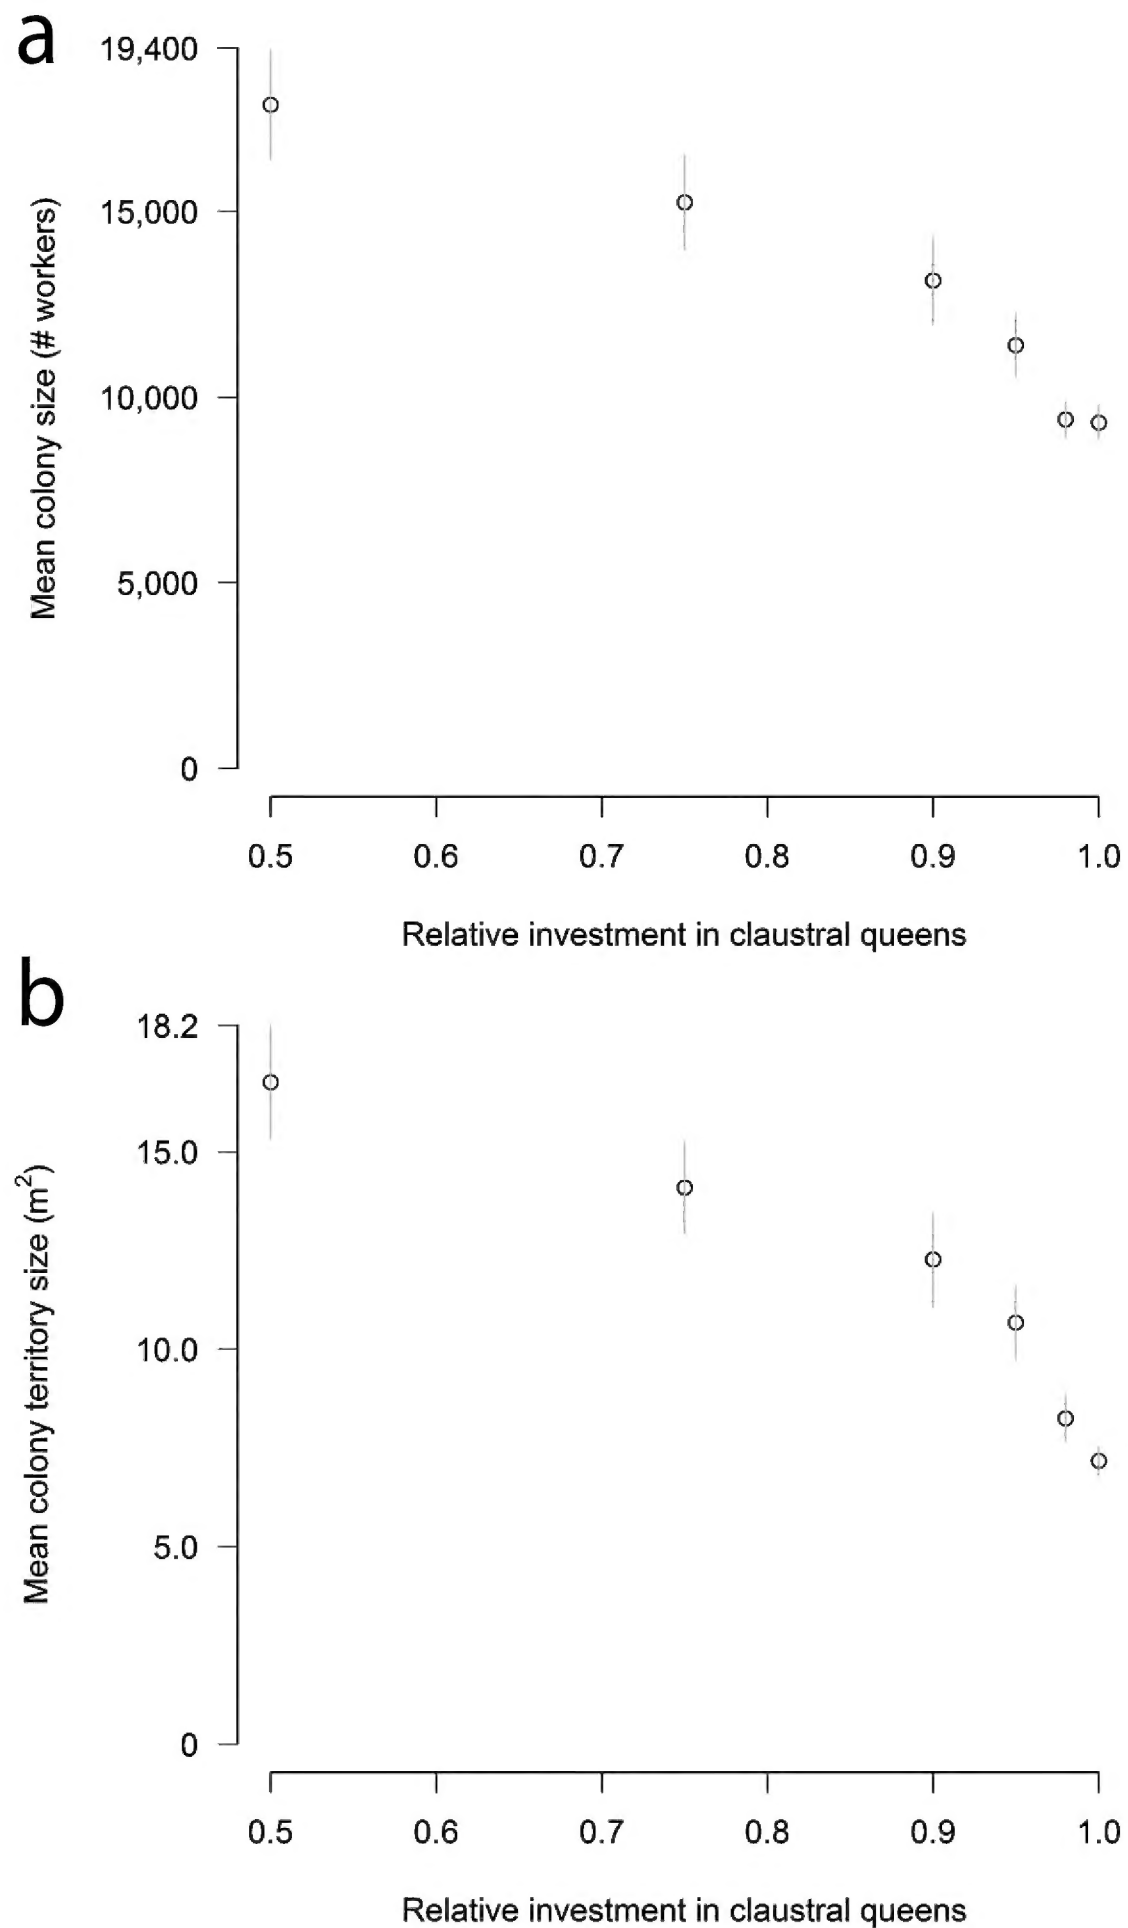 a
19,400
15,000
10,000
5,000
0
Mean colony size (# workers)
0.5 0.6 0.7 0.8 0.9 1.0
Relative investment in claustral queens
b
18.2
15.0
10.0
5.0
0
Mean colony territory size (m²)
0.5 0.6 0.7 0.8 0.9 1.0
Relative investment in claustral queens